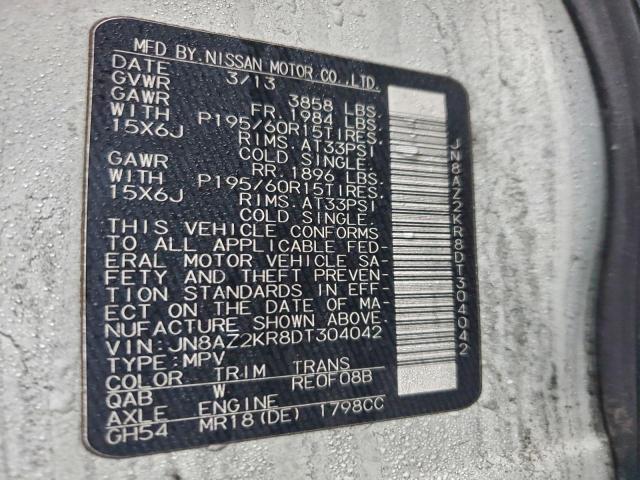 MFD BY.NISSAN MOTOR CO.,LTD.
DATE 3/13
GVWR 3858 LBS.
GAWR FR. 1984 LBS.
WITH P195/60R15TIRES.
15X6J RIMS.AT33PSI
COLD SINGLE.
GAWR RR. 1896 LBS.
WITH P195/60R15TIRES.
15X6J RIMS.AT33PSI
COLD SINGLE.
THIS VEHICLE CONFORMS
TO ALL APPLICABLE FED-
ERAL MOTOR VEHICLE SA-
FETY AND THEFT PREVEN-
TION STANDARDS IN EFF-
ECT ON THE DATE OF MA-
NUFACTURE SHOWN ABOVE.
VIN:JN8AZ2KR8DT304042
TYPE:MPV
COLOR TRIM TRANS
QAB W RE0F08B
AXLE ENGINE
GH54 MR18(DE) 1798CC
JN8AZ2KR8DT304042